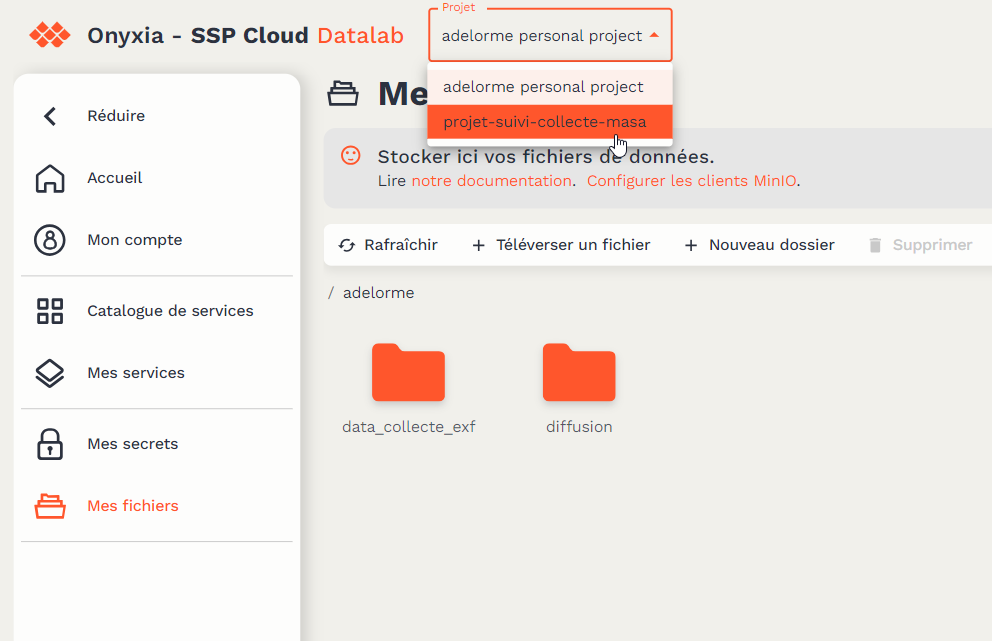 Onyxia - SSP Cloud Datalab
Projet
adelorme personal project
adelorme personal project
projet-suivi-collecte-masa
Réduire
Accueil
Mon compte
Catalogue de services
Mes services
Mes secrets
Mes fichiers
Me
Stocker ici vos fichiers de données.
Lire notre documentation. Configurer les clients MinIO.
Rafraîchir
+ Téléverser un fichier
+ Nouveau dossier
Supprimer
/ adelorme
data_collecte_exf
diffusion